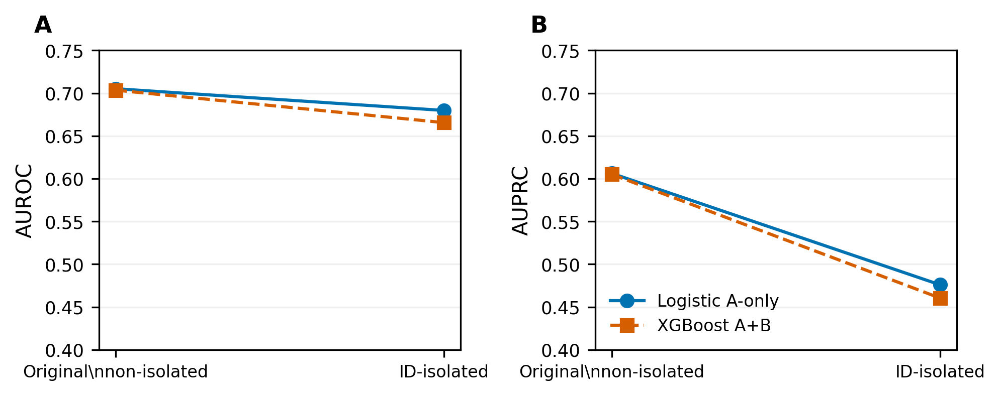 A
0.75
0.70
0.65
0.60
0.55
0.50
0.45
0.40
AUROC
Original\nnon-isolated
ID-isolated
B
0.75
0.70
0.65
0.60
0.55
0.50
0.45
0.40
AUPRC
Logistic A-only
XGBoost A+B
Original\nnon-isolated
ID-isolated